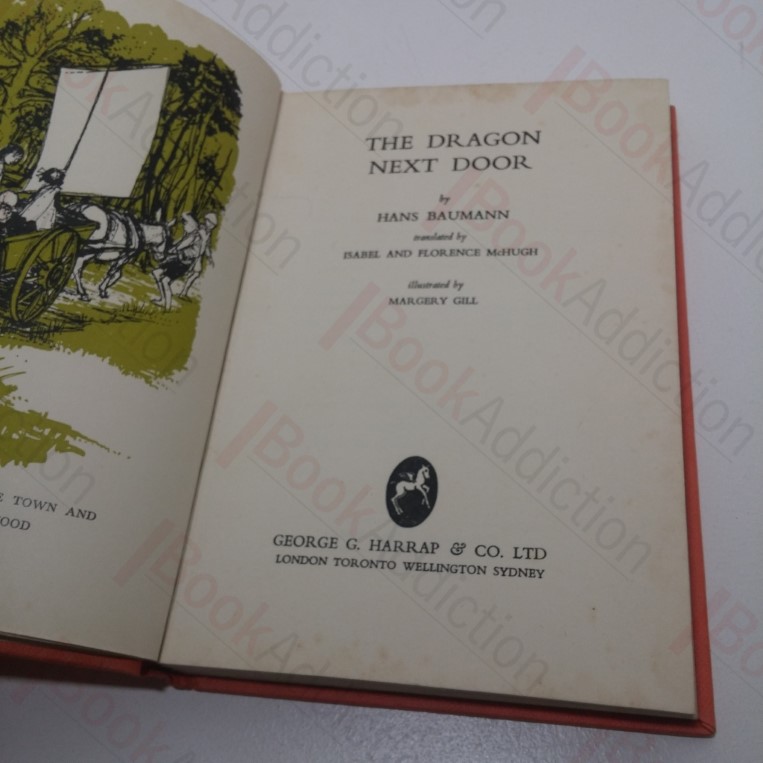 E TOWN AND
OOD
THE DRAGON
NEXT DOOR
by
HANS BAUMANN
translated by
ISABEL AND FLORENCE McHUGH
illustrated by
MARGERY GILL
GEORGE G. HARRAP & CO. LTD
LONDON TORONTO WELLINGTON SYDNEY
BookAddiction